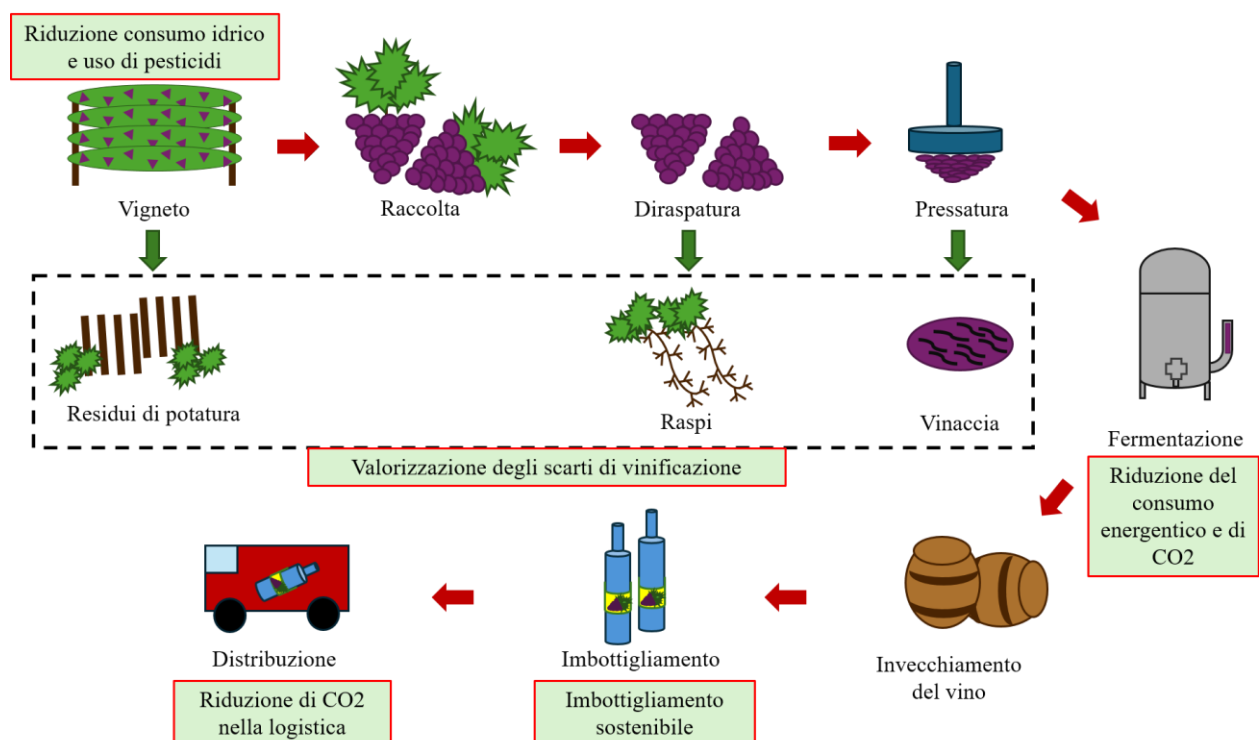 Riduzione consumo idrico
e uso di pesticidi
Vigneto
Raccolta
Diraspatura
Pressatura
Residui di potatura
Raspi
Vinaccia
Valorizzazione degli scarti di vinificazione
Fermentazione
Riduzione del
consumo
energentico e di
CO2
Invecchiamento
del vino
Imbottigliamento
Imbottigliamento
sostenibile
Distribuzione
Riduzione di CO2
nella logistica